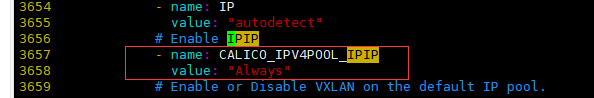 3654 - name: IP
3655 value: "autodetect"
3656 # Enable IPIP
3657 - name: CALICO_IPV4POOL_IPIP
3658 value: "Always"
3659 # Enable or Disable VXLAN on the default IP pool.